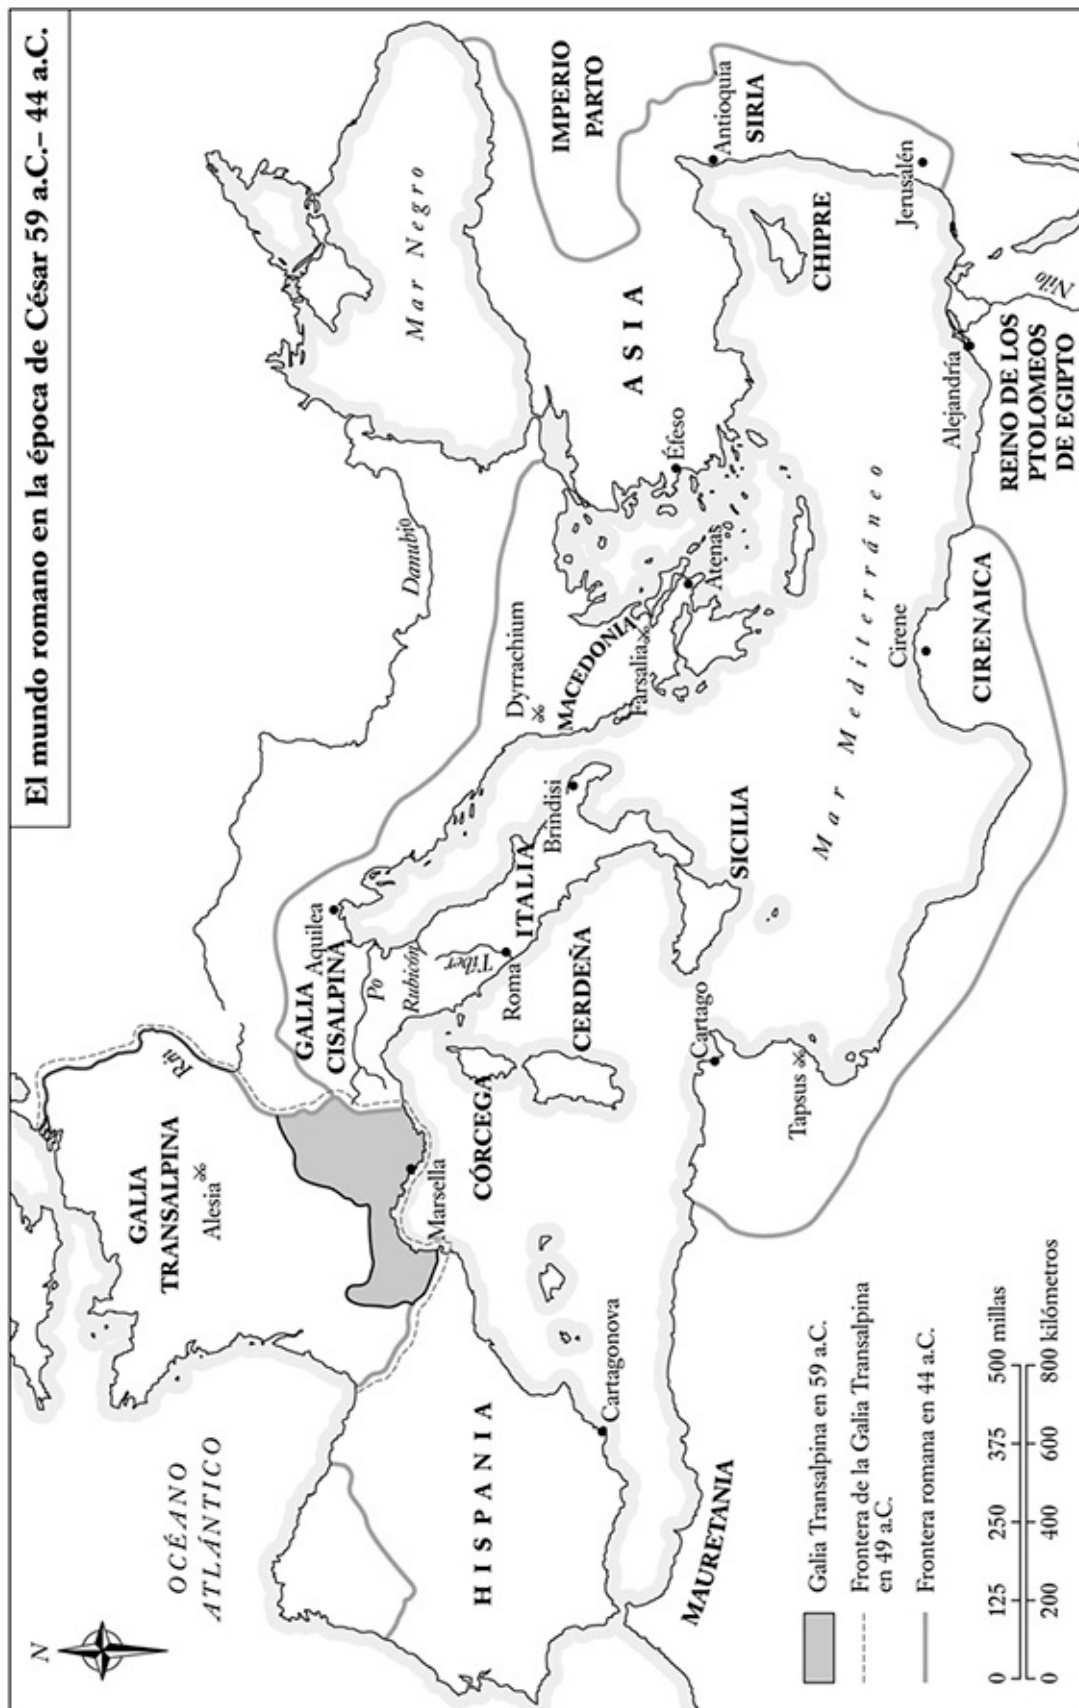 El mundo romano en la época de César 59 a.C.– 44 a.C.
N
OCÉANO
ATLÁNTICO
GALIA
TRANSALPINA
Alesia
Rin
Marsella
GALIA
CISALPINA
Aquilea
Po
Rubicón
Tíber
Roma
ITALIA
Brindisi
CÓRCEGA
CERDEÑA
SICILIA
Danubio
Dyrrachium
MACEDONIA
Farsalia
Atenas
Mar Negro
ASIA
Éfeso
IMPERIO
PARTO
Antioquía
SIRIA
CHIPRE
Jerusalén
Nilo
Alejandría
REINO DE LOS
PTOLOMEOS
DE EGIPTO
Mar Mediterráneo
Cirene
CIRENAICA
Cartago
Tapsus
HISPANIA
Cartagonova
MAURETANIA
Galia Transalpina en 59 a.C.
Frontera de la Galia Transalpina
en 49 a.C.
Frontera romana en 44 a.C.
0 125 250 375 500 millas
0 200 400 600 800 kilómetros